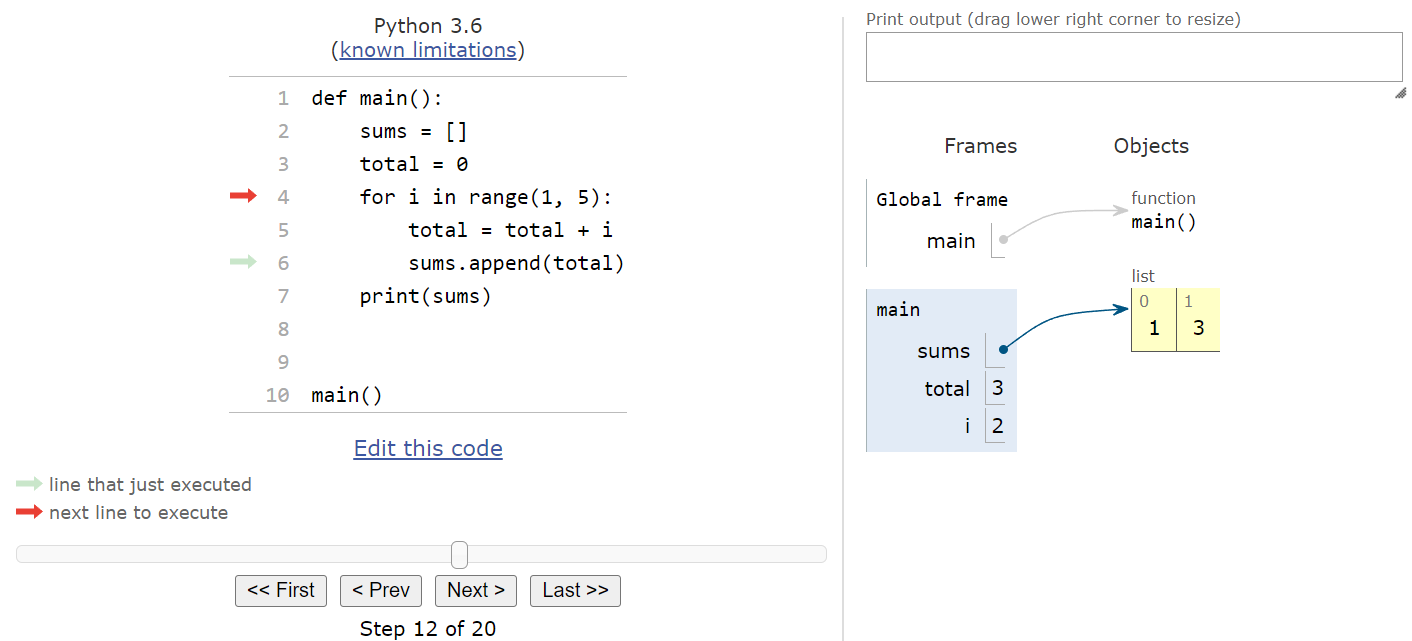 Python 3.6
(known limitations)
1 def main():
2     sums = []
3     total = 0
4     for i in range(1, 5):
5         total = total + i
6         sums.append(total)
7     print(sums)
8
9
10 main()
Edit this code
line that just executed
next line to execute
<< First < Prev Next > Last >>
Step 12 of 20
Print output (drag lower right corner to resize)
Frames Objects
Global frame
main
function
main()
main
sums
total 3
i 2
list
0 1
1 3